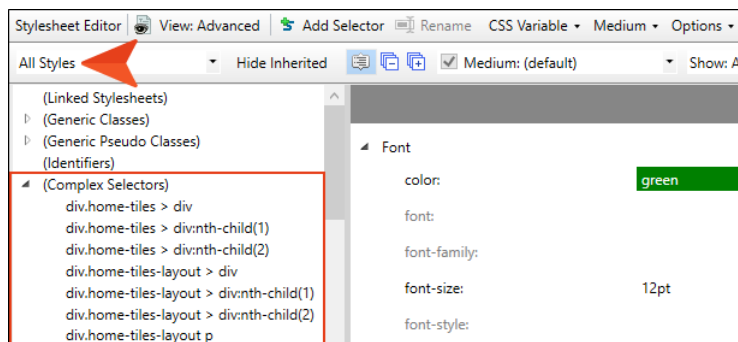 Stylesheet Editor View: Advanced Add Selector Rename CSS Variable Medium Options
All Styles Hide Inherited Medium: (default) Show: A
(Linked Stylesheets)
(Generic Classes)
(Generic Pseudo Classes)
(Identifiers)
(Complex Selectors)
div.home-tiles > div
div.home-tiles > div:nth-child(1)
div.home-tiles > div:nth-child(2)
div.home-tiles-layout > div
div.home-tiles-layout > div:nth-child(1)
div.home-tiles-layout > div:nth-child(2)
div.home-tiles-layout p
Font
color: green
font:
font-family:
font-size: 12pt
font-style: